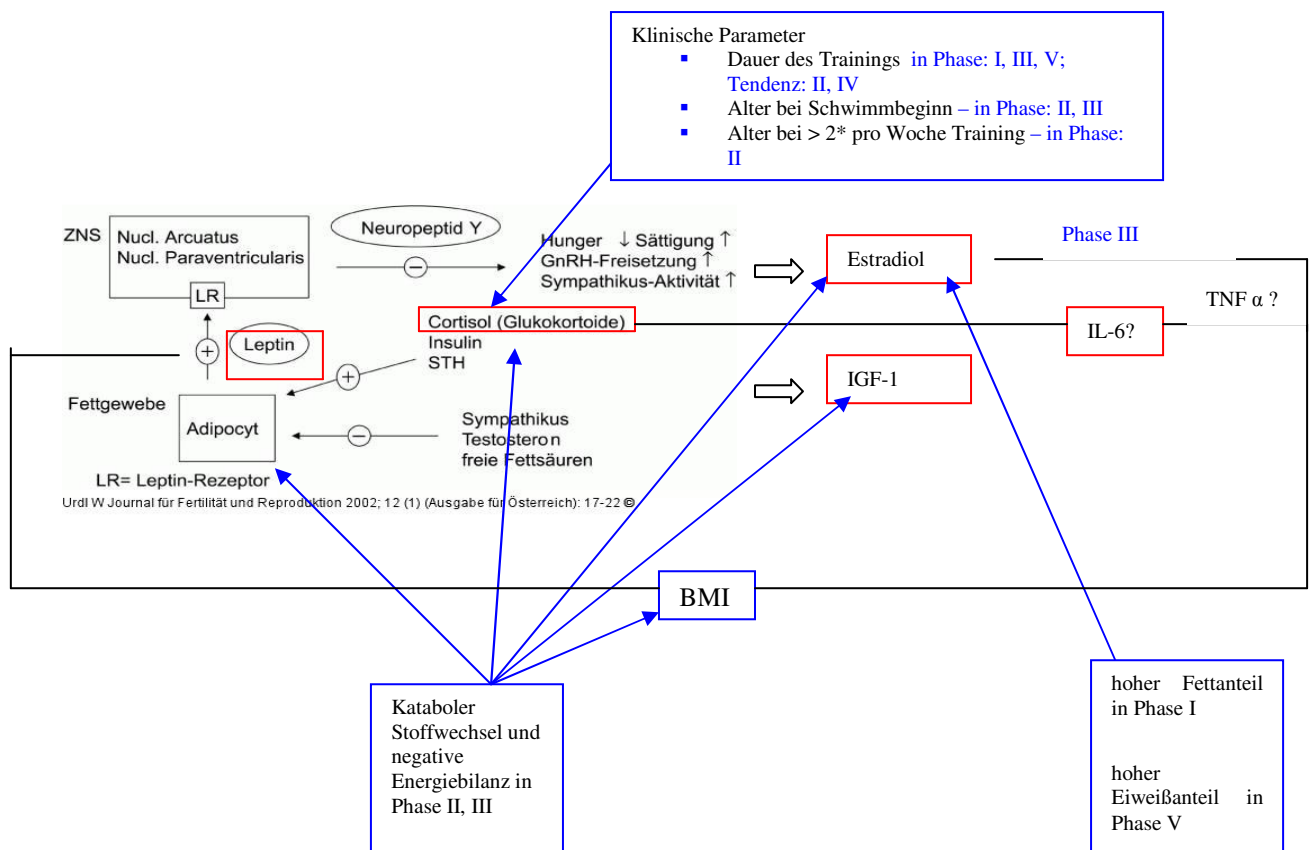 Klinische Parameter
▪ Dauer des Trainings in Phase: I, III, V;
Tendenz: II, IV
▪ Alter bei Schwimmbeginn – in Phase: II, III
▪ Alter bei > 2* pro Woche Training – in Phase:
II
ZNS
Nucl. Arcuatus
Nucl. Paraventricularis
LR
Neuropeptid Y
−
Hunger ↓ Sättigung ↑
GnRH-Freisetzung ↑
Sympathikus-Aktivität ↑
Estradiol
Phase III
TNF α ?
IL-6?
Leptin
+
Cortisol (Glukokortoide)
Insulin
STH
+
IGF-1
Fettgewebe
Adipocyt
−
Sympathikus
Testosteron
freie Fettsäuren
LR= Leptin-Rezeptor
Urdl W Journal für Fertilität und Reproduktion 2002; 12 (1) (Ausgabe für Österreich): 17-22 ©
BMI
Kataboler
Stoffwechsel und
negative
Energiebilanz in
Phase II, III
hoher Fettanteil
in Phase I
hoher
Eiweißanteil in
Phase V